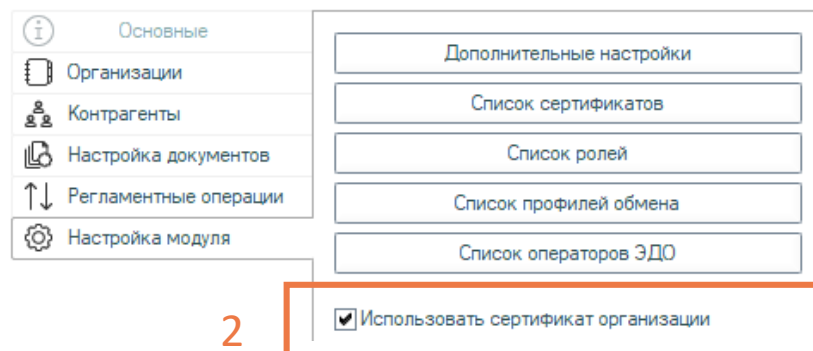 Основные
Организации
Контрагенты
Настройка документов
Регламентные операции
Настройка модуля
Дополнительные настройки
Список сертификатов
Список ролей
Список профилей обмена
Список операторов ЭДО
2
Использовать сертификат организации